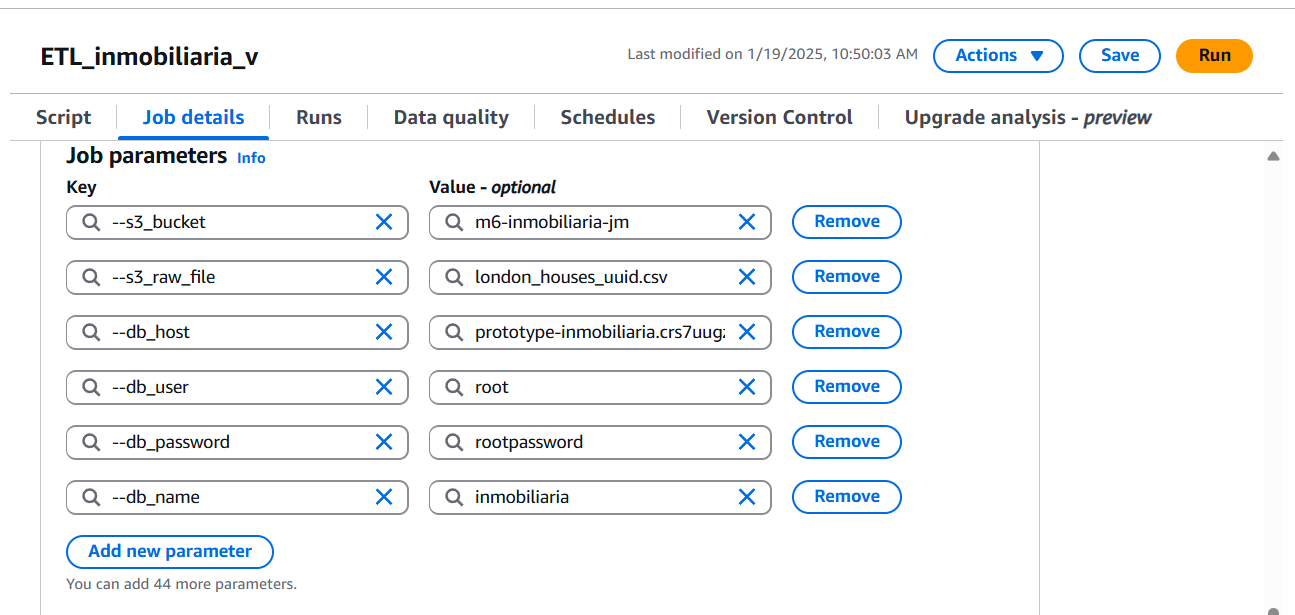 ETL_inmobiliaria_v
Last modified on 1/19/2025, 10:50:03 AM
Actions
Save
Run
Script
Job details
Runs
Data quality
Schedules
Version Control
Upgrade analysis - preview
Job parameters Info
Key
Value - optional
--s3_bucket
m6-inmobiliaria-jm
Remove
--s3_raw_file
london_houses_uuid.csv
Remove
--db_host
prototype-inmobiliaria.crs7uug
Remove
--db_user
root
Remove
--db_password
rootpassword
Remove
--db_name
inmobiliaria
Remove
Add new parameter
You can add 44 more parameters.